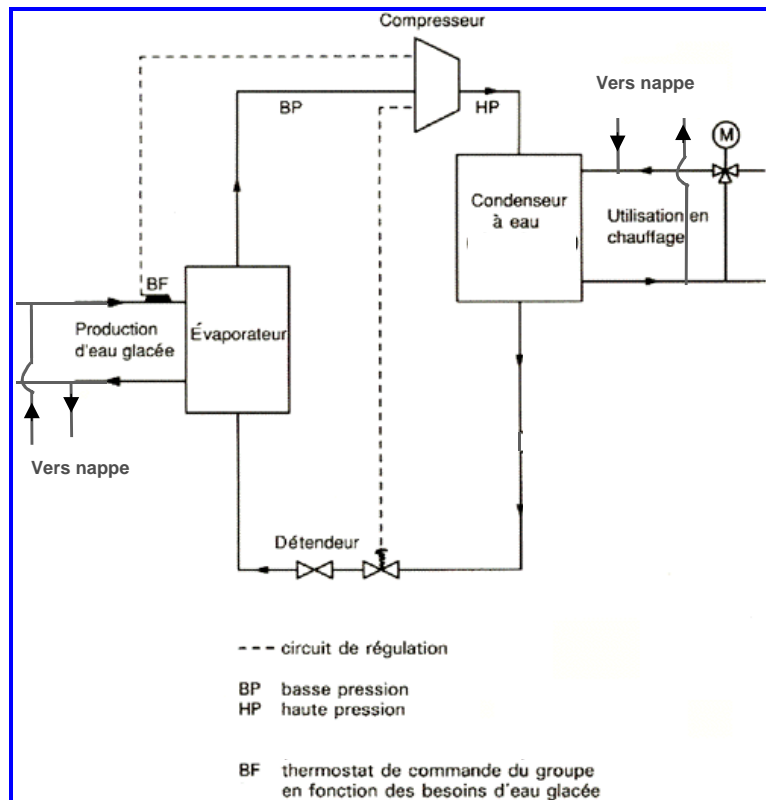 Compresseur
Vers nappe
BP
HP
M
Condenseur
à eau
Utilisation en
chauffage
BF
Production
d'eau glacée
Évaporateur
Vers nappe
Détendeur
circuit de régulation
BP basse pression
HP haute pression
BF thermostat de commande du groupe
en fonction des besoins d'eau glacée